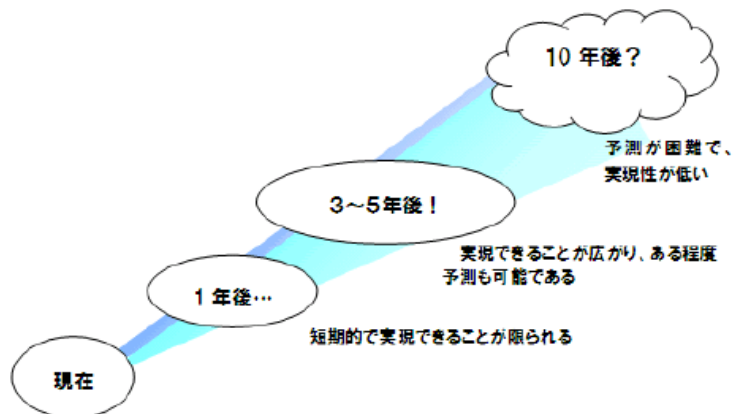 10 年後？
予測が困難で、
実現性が低い
３～５年後！
実現できることが広がり、ある程度
予測も可能である
１年後…
短期的で実現できることが限られる
現在